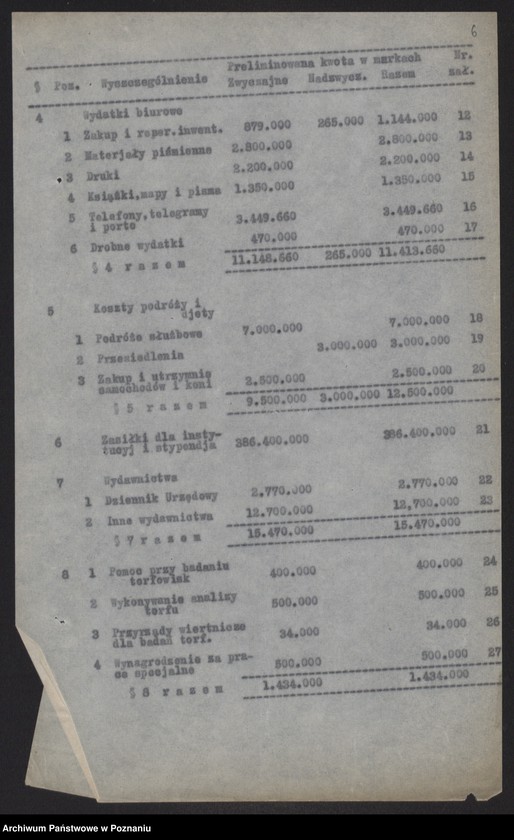 6
Preliminowana kwota w markach Nr.
§ Poz. Wyszczególnienie Zwyczajne Nadzwycz. Razem zał.
4 Wydatki biurowe
1 Zakup i repar.inwent. 879.000 265.000 1.144.000 12
2 Materjały piśmienne 2.800.000 2.800.000 13
3 Druki 2.200.000 2.200.000 14
4 Książki,mapy i pisma 1.350.000 1.350.000 15
5 Telefony,telegramy
i porto 3.449.660 3.449.660 16
6 Drobne wydatki 470.000 470.000 17
§ 4 r a z e m 11.148.660 265.000 11.413.660
5 Koszty podróży i
djety
1 Podróże służbowe 7.000.000 7.000.000 18
2 Przesiedlenia 3.000.000 3.000.000 19
3 Zakup i utrzymnie
samochodów i koni 2.500.000 2.500.000 20
§ 5 r a z e m 9.500.000 3.000.000 12.500.000
6 Zasiłki dla insty-
tucyj i stypendja 386.400.000 386.400.000 21
7 Wydawnictwa
1 Dziennik Urzędowy 2.770.000 2.770.000 22
2 Inne wydawnictwa 12.700.000 12.700.000 23
§ 7 r a z e m 15.470.000 15.470.000
8 1 Pomoc przy badaniu
torfowisk 400.000 400.000 24
2 Wykonywanie analizy
torfu 500.000 500.000 25
3 Przyrządy wiertnicze
dla badań torf. 34.000 34.000 26
4 Wynagrodzenie za pra-
ce specjalne 500.000 500.000 27
§ 8 r a z e m 1.434.000 1.434.000
Archiwum Państwowe w Poznaniu